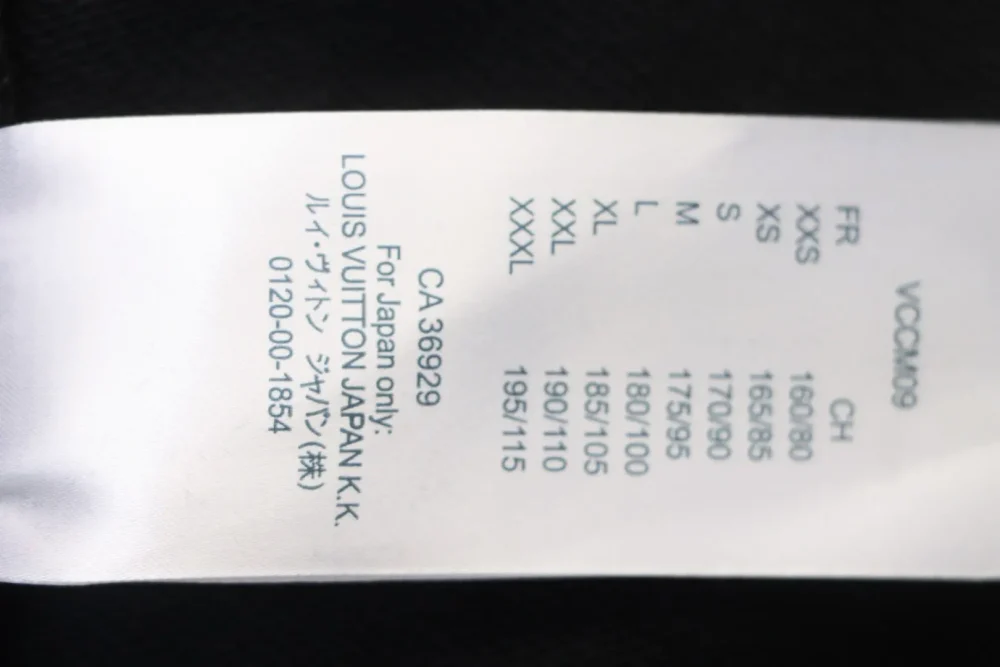 VCCM09
FR CH
XXS 160/80
XS 165/85
S 170/90
M 175/95
L 180/100
XL 185/105
XXL 190/110
XXXL 195/115
CA 36929
For Japan only:
LOUIS VUITTON JAPAN K.K.
ルイ・ヴィトン ジャパン(株)
0120-00-1854